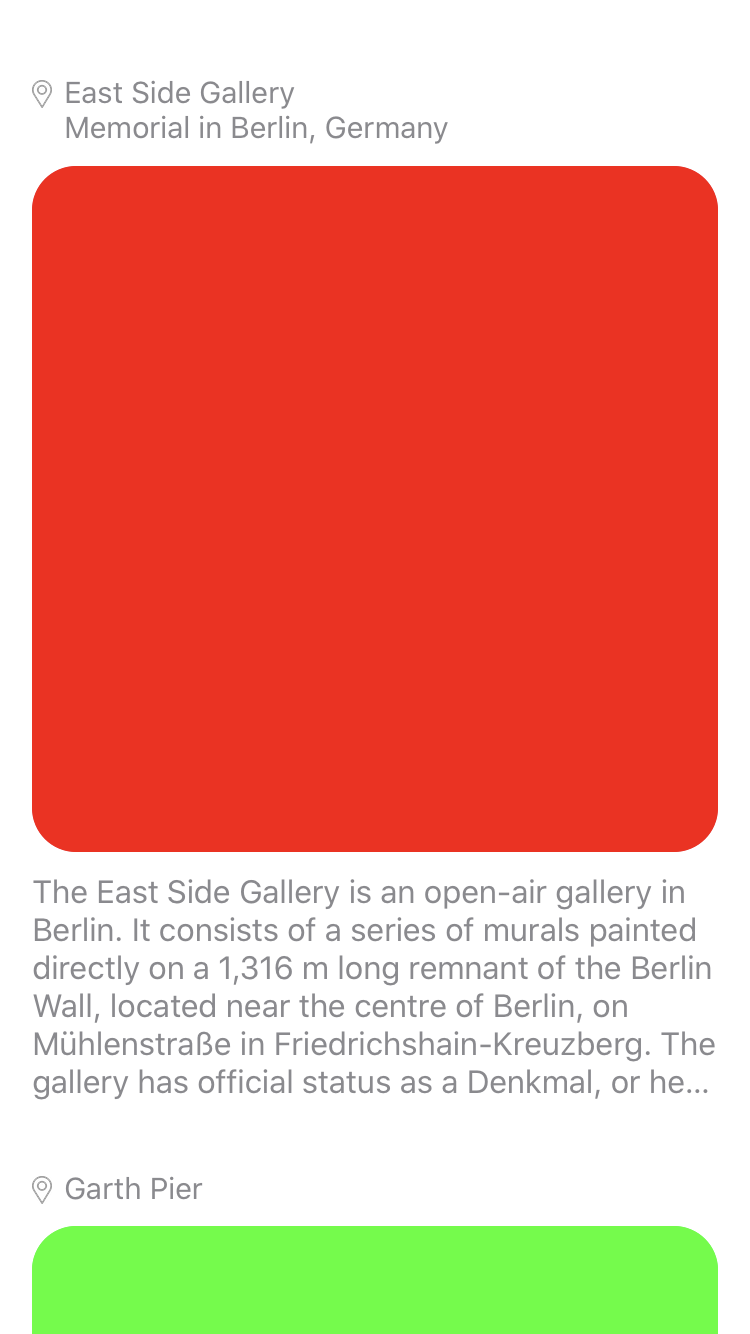 East Side Gallery
Memorial in Berlin, Germany
The East Side Gallery is an open-air gallery in
Berlin. It consists of a series of murals painted
directly on a 1,316 m long remnant of the Berlin
Wall, located near the centre of Berlin, on
Mühlenstraße in Friedrichshain-Kreuzberg. The
gallery has official status as a Denkmal, or he...
Garth Pier